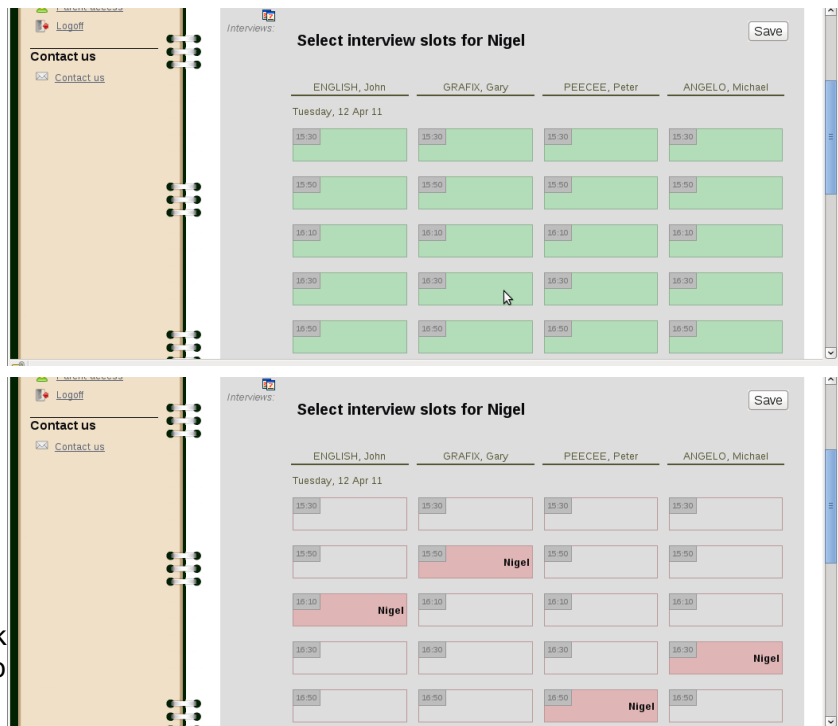 Parent access
Logoff
Contact us
Contact us
Interviews:
Select interview slots for Nigel
Save
ENGLISH, John GRAFIX, Gary PEECEE, Peter ANGELO, Michael
Tuesday, 12 Apr 11
15:30 15:30 15:30 15:30
15:50 15:50 15:50 15:50
16:10 16:10 16:10 16:10
16:30 16:30 16:30 16:30
16:50 16:50 16:50 16:50
Parent access
Logoff
Contact us
Contact us
Interviews:
Select interview slots for Nigel
Save
ENGLISH, John GRAFIX, Gary PEECEE, Peter ANGELO, Michael
Tuesday, 12 Apr 11
15:30 15:30 15:30 15:30
15:50 15:50 Nigel 15:50 15:50
16:10 Nigel 16:10 16:10 16:10
16:30 16:30 16:30 16:30 Nigel
16:50 16:50 16:50 Nigel 16:50